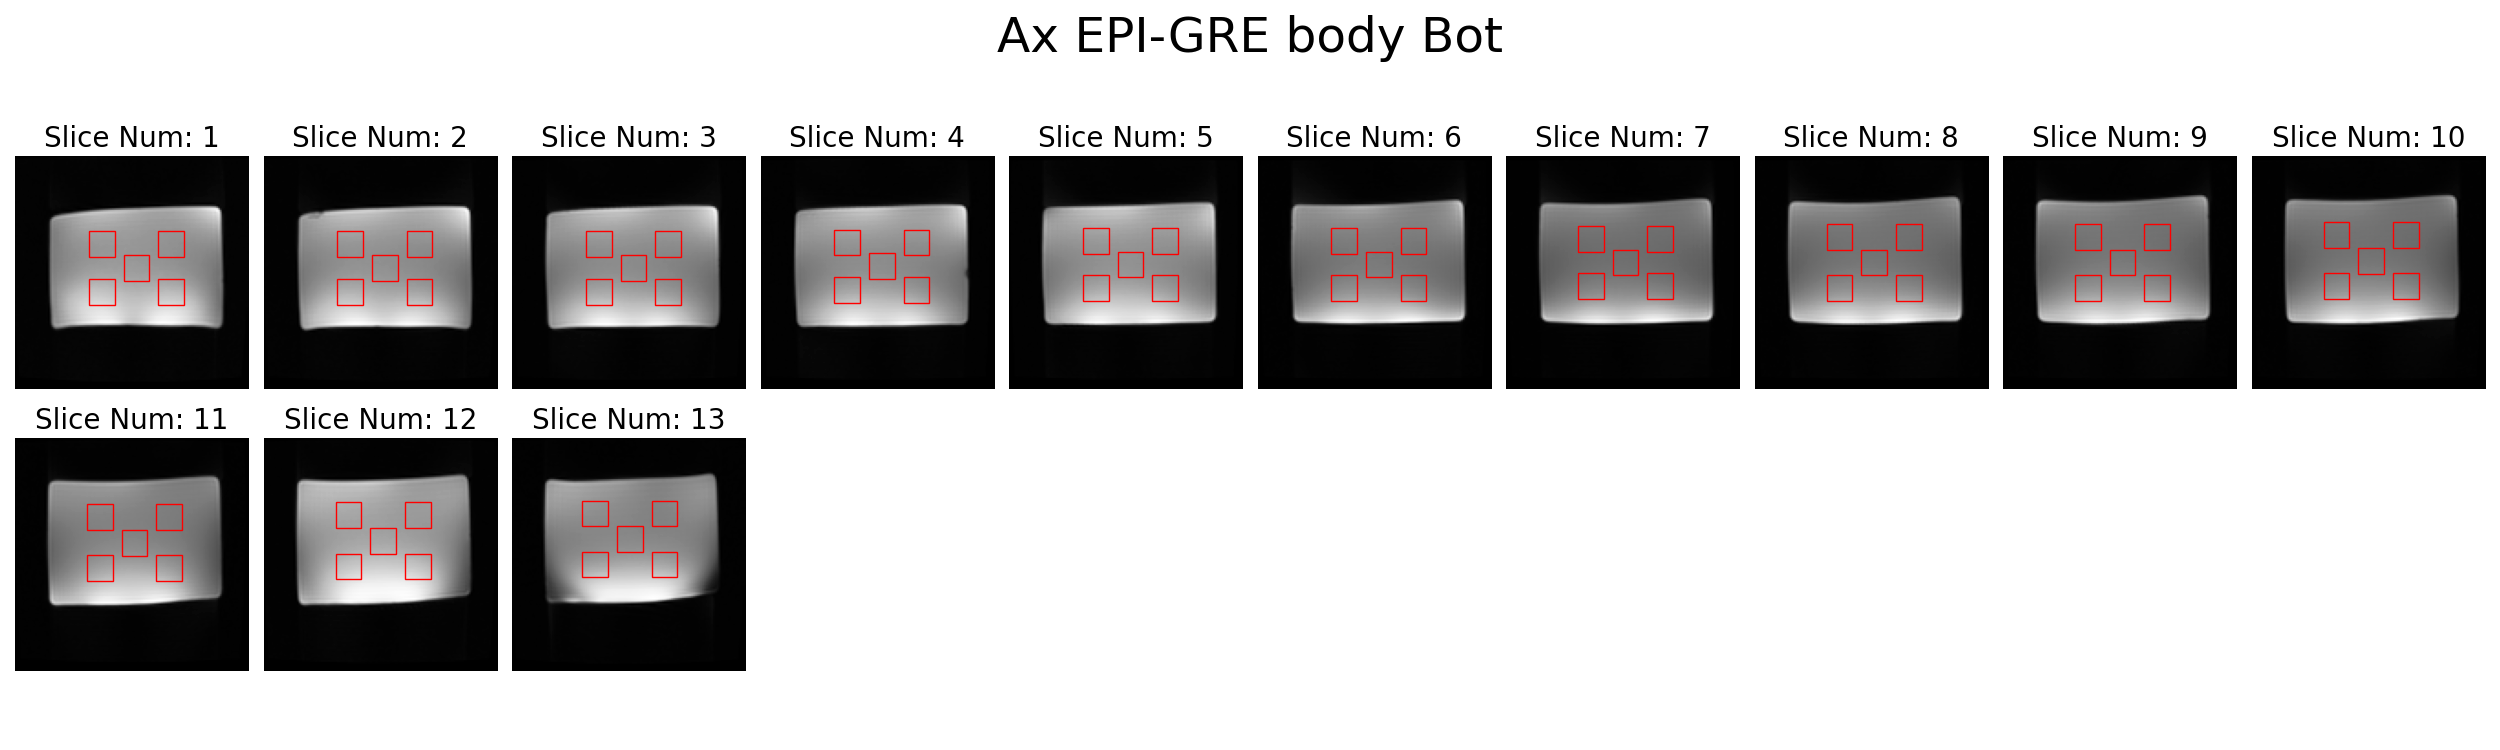 Ax EPI-GRE body Bot
Slice Num: 1
Slice Num: 2
Slice Num: 3
Slice Num: 4
Slice Num: 5
Slice Num: 6
Slice Num: 7
Slice Num: 8
Slice Num: 9
Slice Num: 10
Slice Num: 11
Slice Num: 12
Slice Num: 13